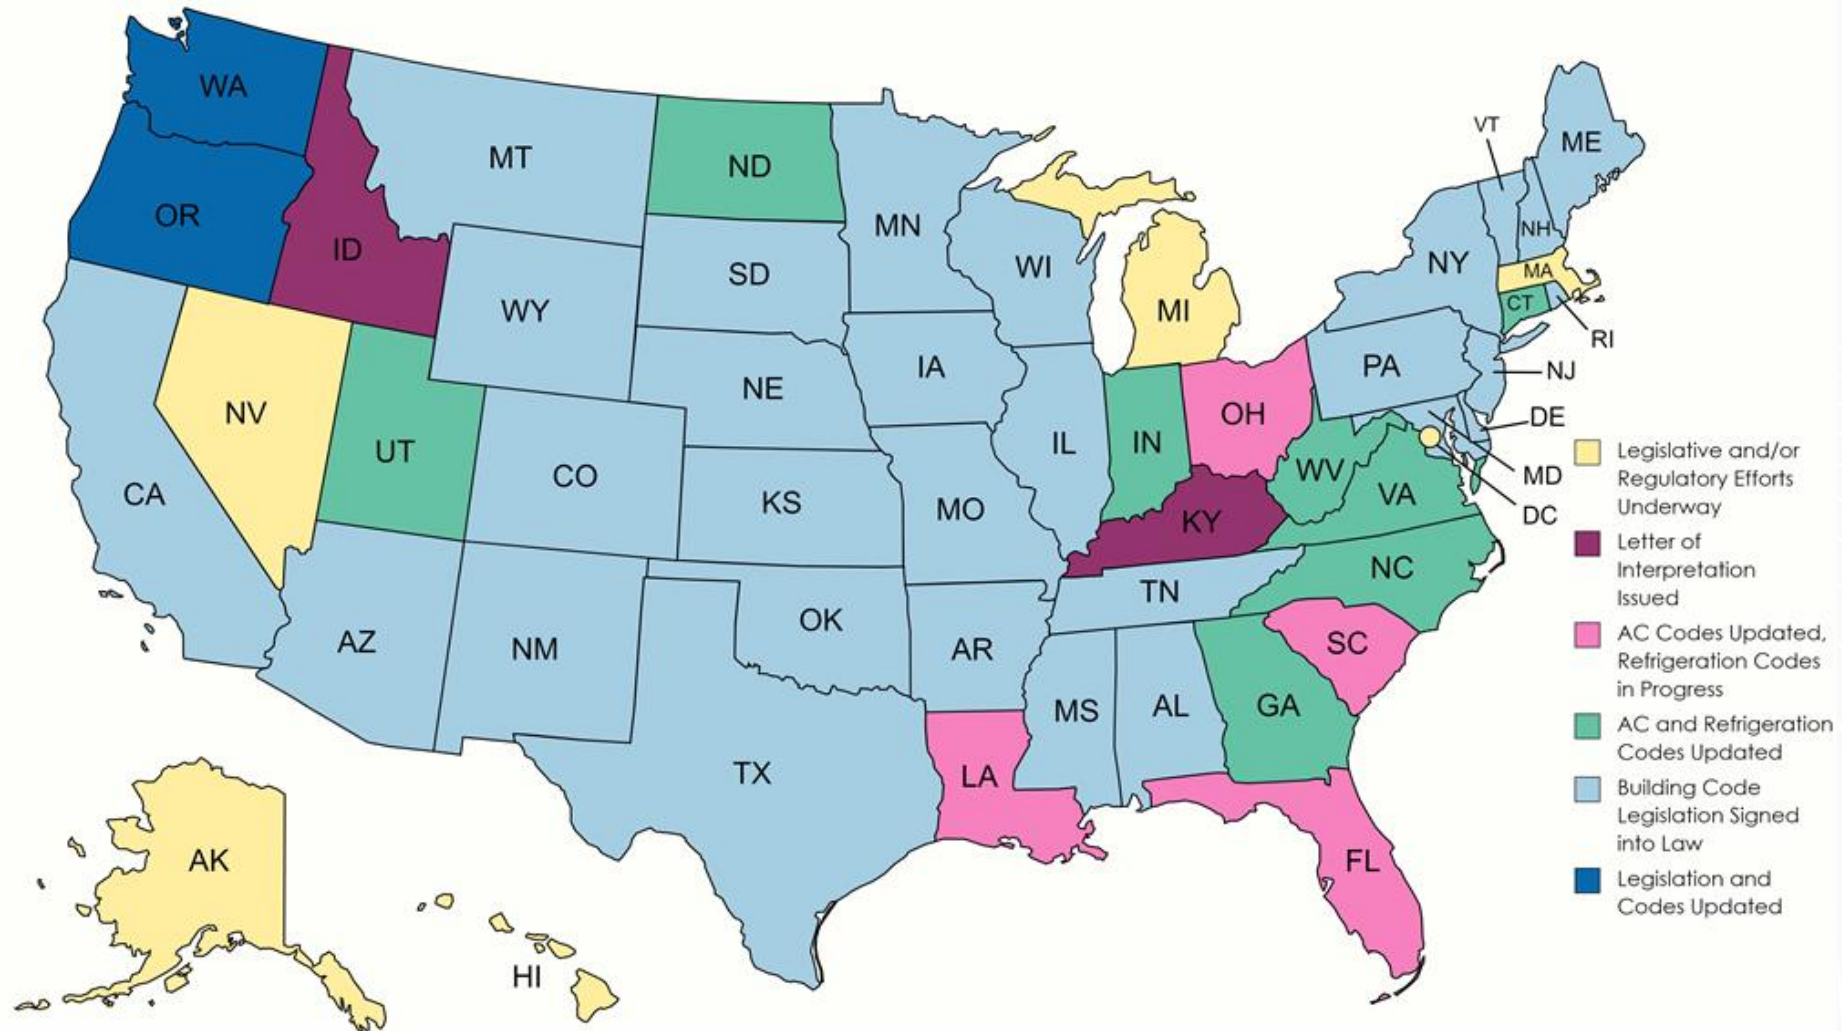 WA
MT
ND
VT
ME
OR
ID
MN
NH
SD
WI
NY
MA
WY
MI
CT
RI
IA
PA
NJ
NE
NV
OH
DE
UT
IL
IN
CO
WV
MD
CA
KS
MO
VA
DC
KY
NC
TN
OK
AZ
NM
AR
SC
MS
AL
GA
TX
LA
AK
FL
HI
Legislative and/or
Regulatory Efforts
Underway
Letter of
Interpretation
Issued
AC Codes Updated,
Refrigeration Codes
in Progress
AC and Refrigeration
Codes Updated
Building Code
Legislation Signed
into Law
Legislation and
Codes Updated